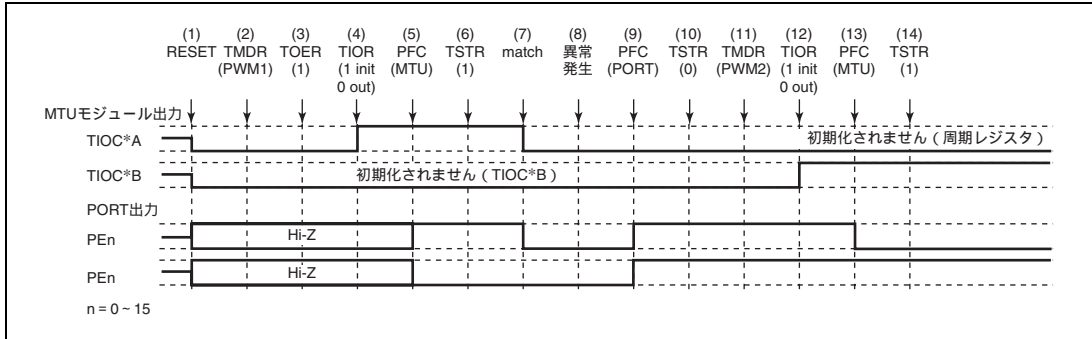 (1) (2) (3) (4) (5) (6) (7) (8) (9) (10) (11) (12) (13) (14)
RESET TMDR TOER TIOR PFC TSTR match 異常 PFC TSTR TMDR TIOR PFC TSTR
(PWM1) (1) (1 init (MTU) (1) 発生 (PORT) (0) (PWM2) (1 init (MTU) (1)
0 out) 0 out)
MTUモジュール出力
TIOC*A 初期化されません（周期レジスタ）
TIOC*B 初期化されません（TIOC*B）
PORT出力
PEn Hi-Z
PEn Hi-Z
n = 0 ~ 15